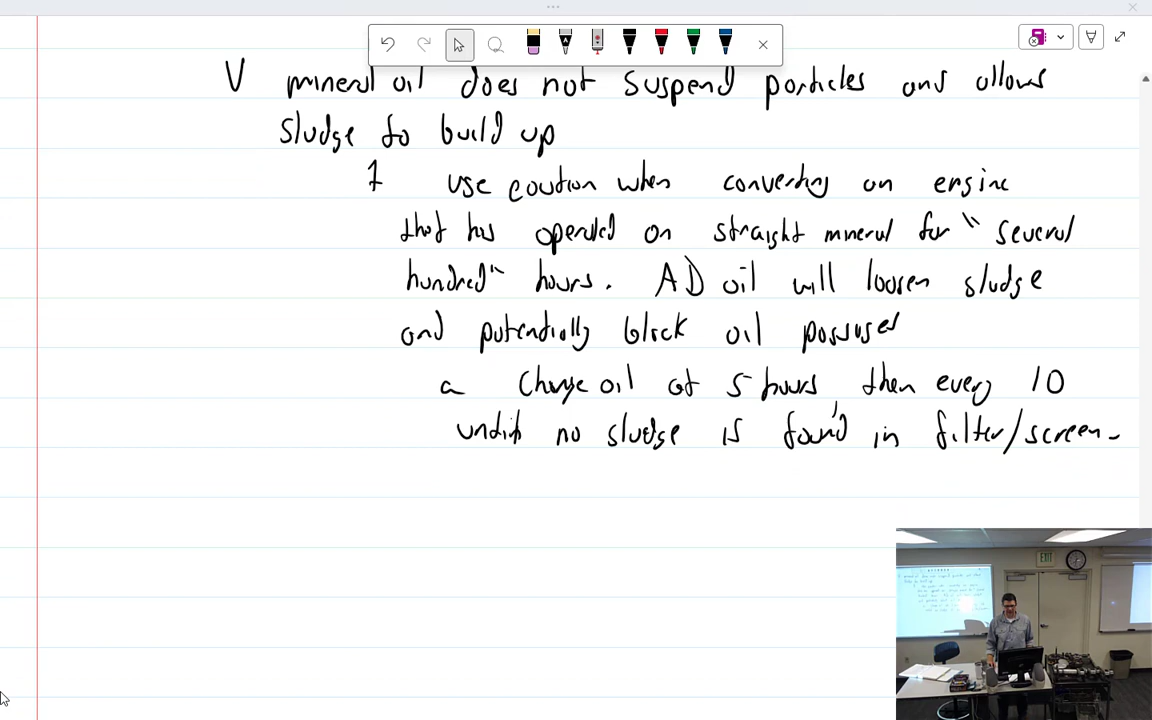 V mineral oil does not suspend particles and allows
sludge to build up
1 use caution when converting an engine
that has operated on straight mineral for "several
hundred" hours. AD oil will loosen sludge
and potentially block oil passages
a Change oil at 5 hours, then every 10
until no sludge is found in filter/screen.
EXIT